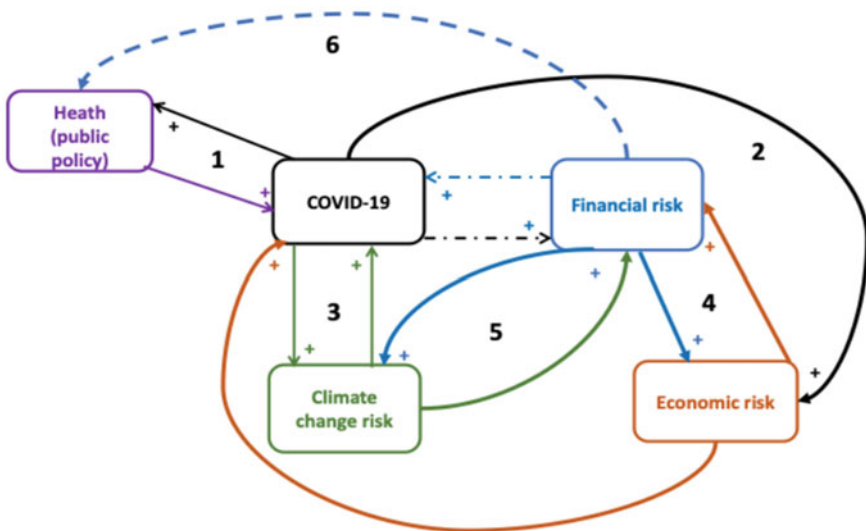 6
Heath
(public
policy)
+
1
2
+
COVID-19
+
+
Financial risk
+
+
+
3
+
+
5
+
4
+
+
+
Climate
change risk
Economic risk